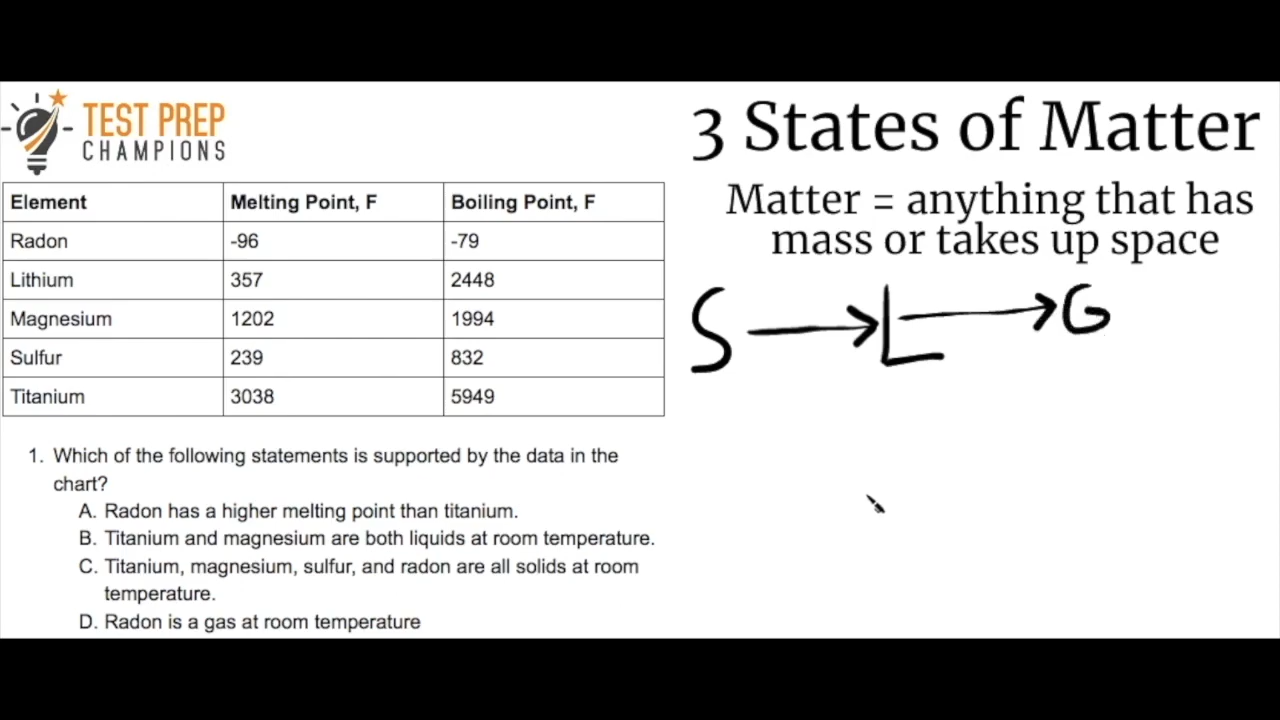 TEST PREP
CHAMPIONS
3 States of Matter
Matter = anything that has
mass or takes up space
S → L → G
Element Melting Point, F Boiling Point, F
Radon -96 -79
Lithium 357 2448
Magnesium 1202 1994
Sulfur 239 832
Titanium 3038 5949
1. Which of the following statements is supported by the data in the
chart?
A. Radon has a higher melting point than titanium.
B. Titanium and magnesium are both liquids at room temperature.
C. Titanium, magnesium, sulfur, and radon are all solids at room
temperature.
D. Radon is a gas at room temperature